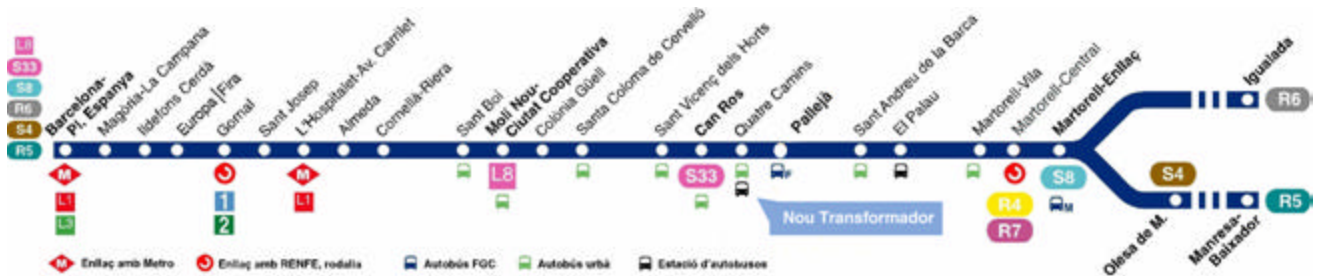 L8
S33
S8
R6
S4
R5
Barcelona-
Pl. Espanya
Magòria-La Campana
Ildefons Cerdà
Europa|Fira
Gornal
Sant Josep
L'Hospitalet-Av. Carrilet
Almeda
Cornellà-Riera
Sant Boi
Molí Nou-
Ciutat Cooperativa
Colònia Güell
Santa Coloma de Cervelló
Sant Vicenç dels Horts
Can Ros
Quatre Camins
Pallejà
Sant Andreu de la Barca
El Palau
Martorell-Vila
Martorell-Central
Martorell-Enllaç
Igualada
R6
M
L1
L3
1
2
M
L1
L8
S33
F
Nou Transformador
R4
R7
S8
M
S4
Olesa de M.
Manresa-
Baixador
R5
M Enllaç amb Metro
Enllaç amb RENFE, rodalia
Autobús FGC
Autobús urbà
Estació d'autobusos